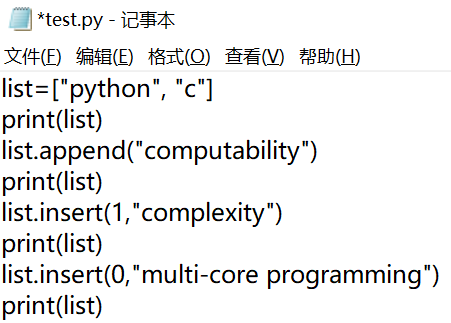 *test.py - 记事本
文件(F) 编辑(E) 格式(O) 查看(V) 帮助(H)
list=["python", "c"]
print(list)
list.append("computability")
print(list)
list.insert(1,"complexity")
print(list)
list.insert(0,"multi-core programming")
print(list)